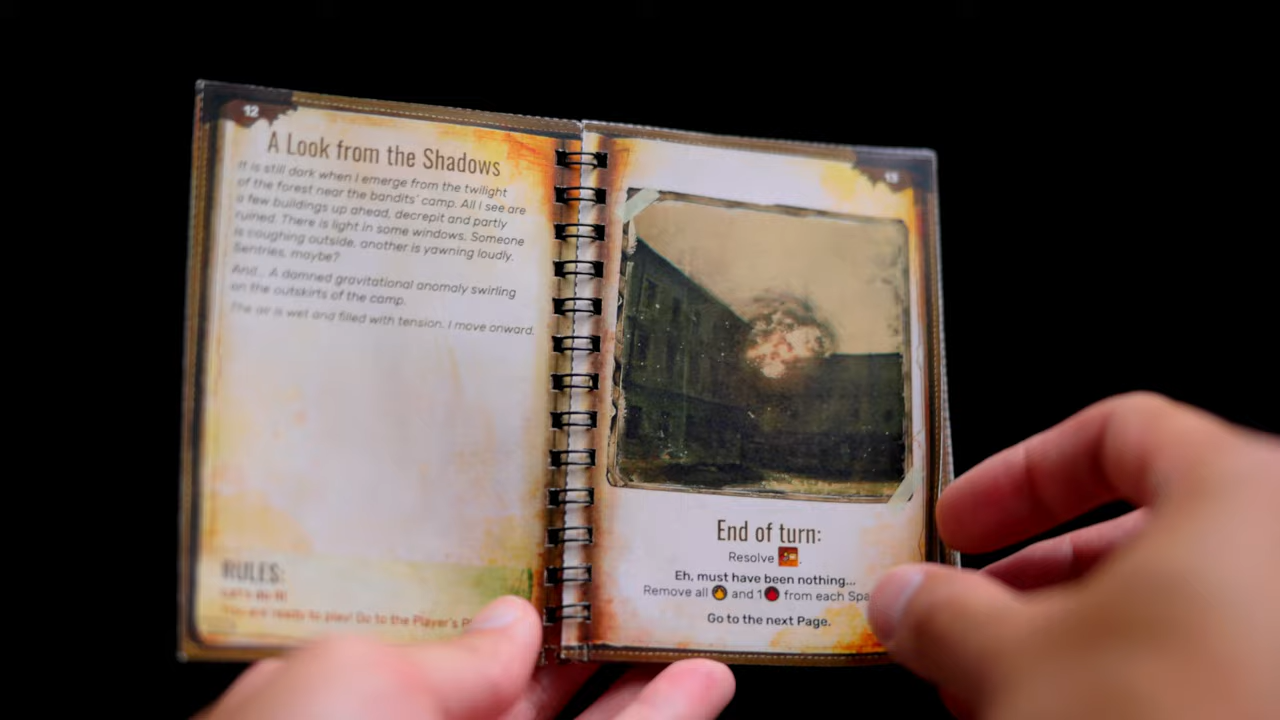 12
A Look from the Shadows
It is still dark when I emerge from the twilight
of the forest near the bandits' camp. All I see are
a few buildings up ahead, decrepit and partly
ruined. There is light in some windows. Someone
is coughing outside, another is yawning loudly.
Sentries, maybe?
And... A damned gravitational anomaly swirling
on the outskirts of the camp.
The air is wet and filled with tension. I move onward.
RULES:
Let's do it!
You are ready to play! Go to the Player's
13
End of turn:
Resolve .
Eh, must have been nothing...
Remove all and 1 from each
Go to the next Page.